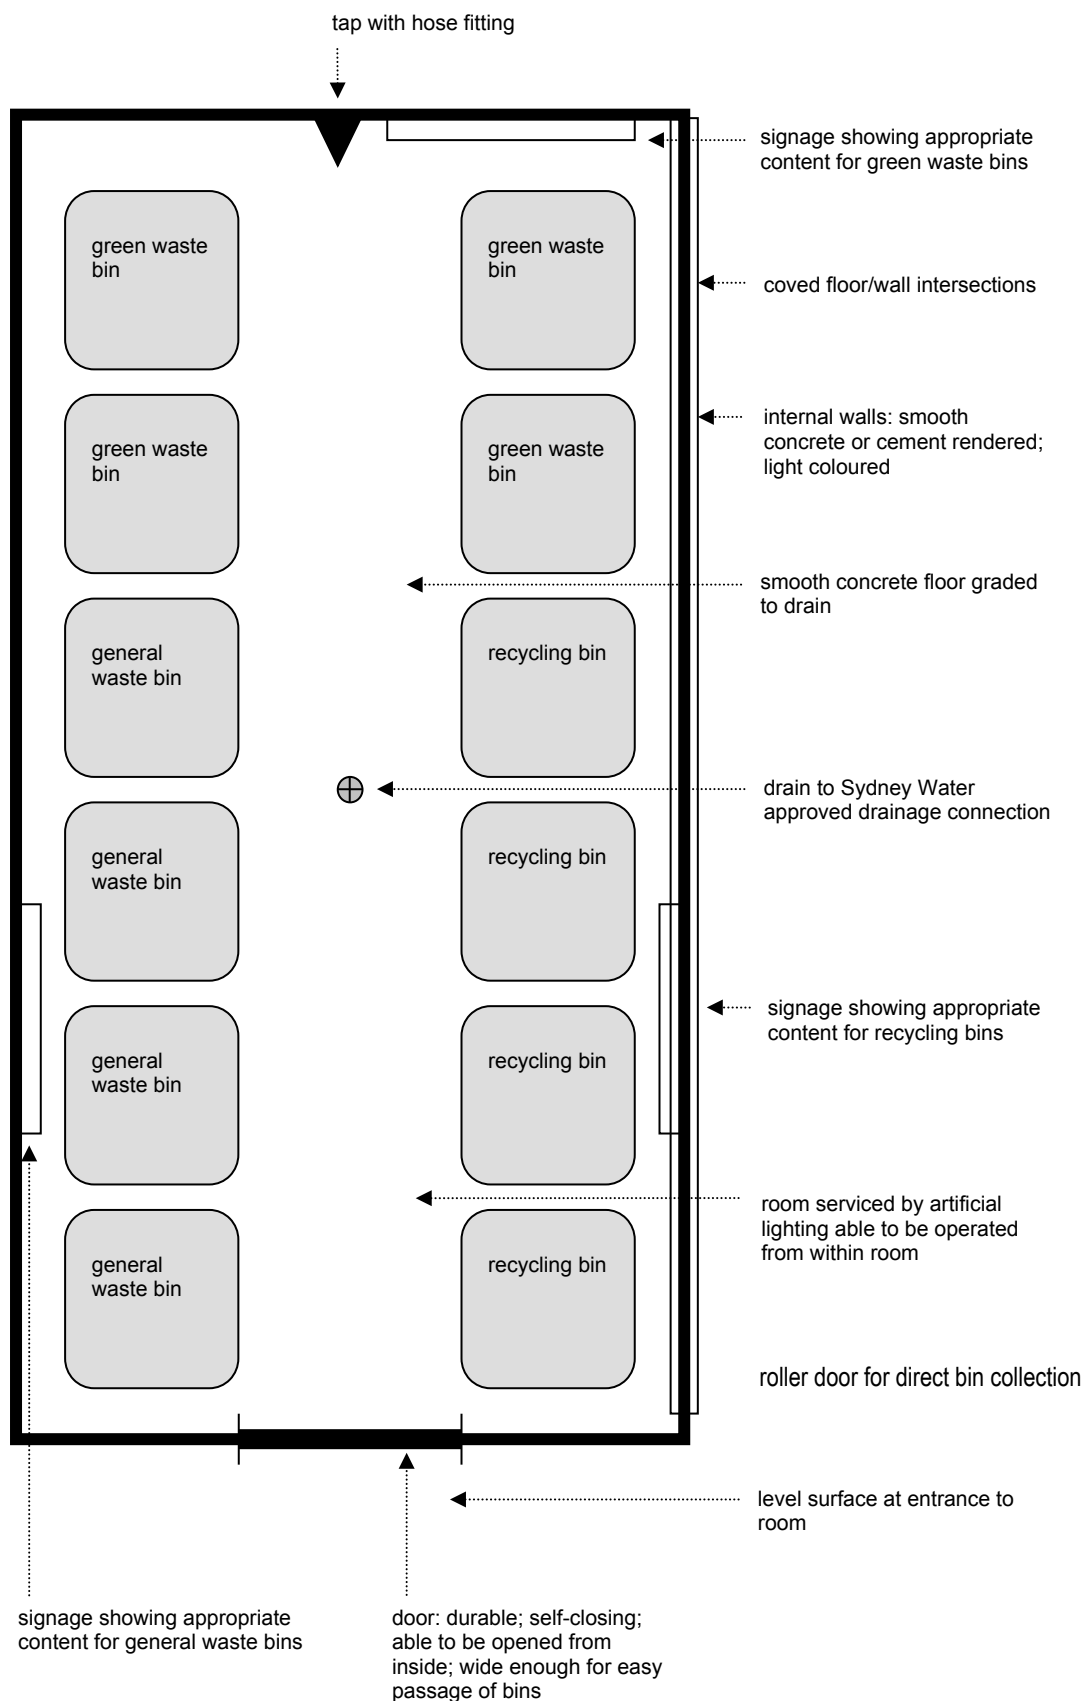 tap with hose fitting
signage showing appropriate
content for green waste bins
green waste
bin
green waste
bin
coved floor/wall intersections
green waste
bin
green waste
bin
internal walls: smooth
concrete or cement rendered;
light coloured
smooth concrete floor graded
to drain
general
waste bin
recycling bin
drain to Sydney Water
approved drainage connection
general
waste bin
recycling bin
signage showing appropriate
content for recycling bins
general
waste bin
recycling bin
room serviced by artificial
lighting able to be operated
from within room
general
waste bin
recycling bin
roller door for direct bin collection
level surface at entrance to
room
signage showing appropriate
content for general waste bins
door: durable; self-closing;
able to be opened from
inside; wide enough for easy
passage of bins